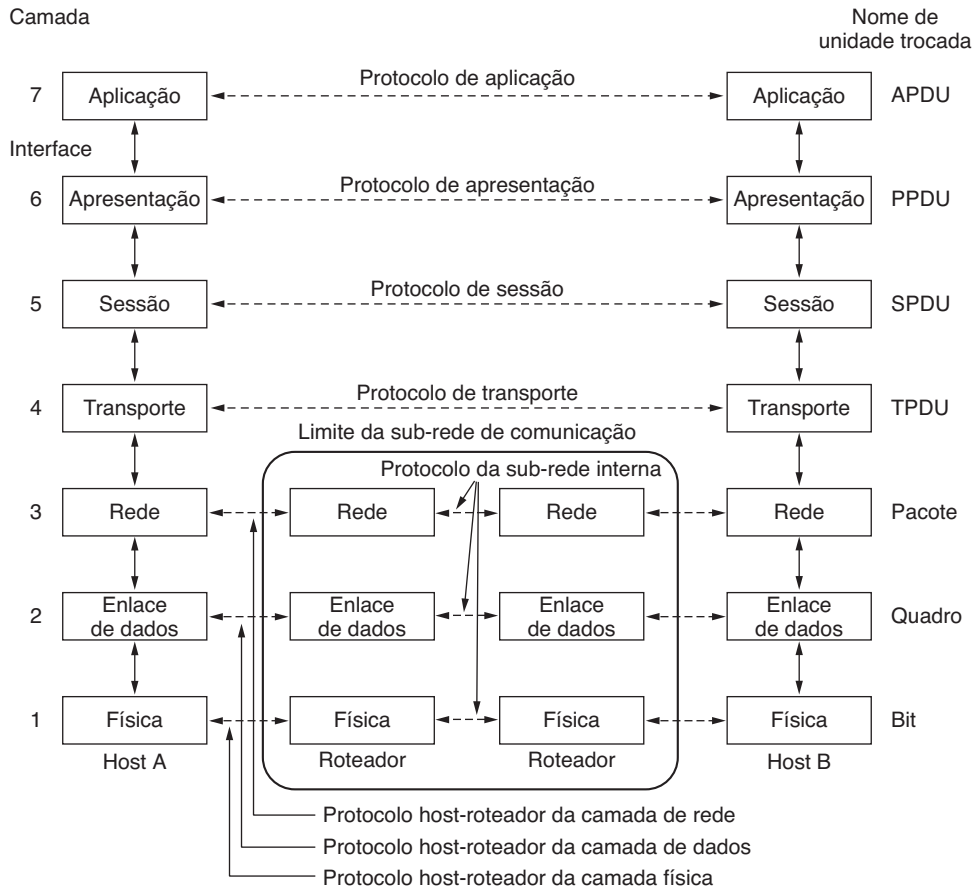 Camada
Nome de
unidade trocada
7
Aplicação
Protocolo de aplicação
Aplicação
APDU
Interface
6
Apresentação
Protocolo de apresentação
Apresentação
PPDU
5
Sessão
Protocolo de sessão
Sessão
SPDU
4
Transporte
Protocolo de transporte
Transporte
TPDU
Limite da sub-rede de comunicação
Protocolo da sub-rede interna
3
Rede
Rede
Rede
Rede
Pacote
2
Enlace
de dados
Enlace
de dados
Enlace
de dados
Enlace
de dados
Quadro
1
Física
Física
Física
Física
Bit
Host A
Roteador
Roteador
Host B
Protocolo host-roteador da camada de rede
Protocolo host-roteador da camada de dados
Protocolo host-roteador da camada física